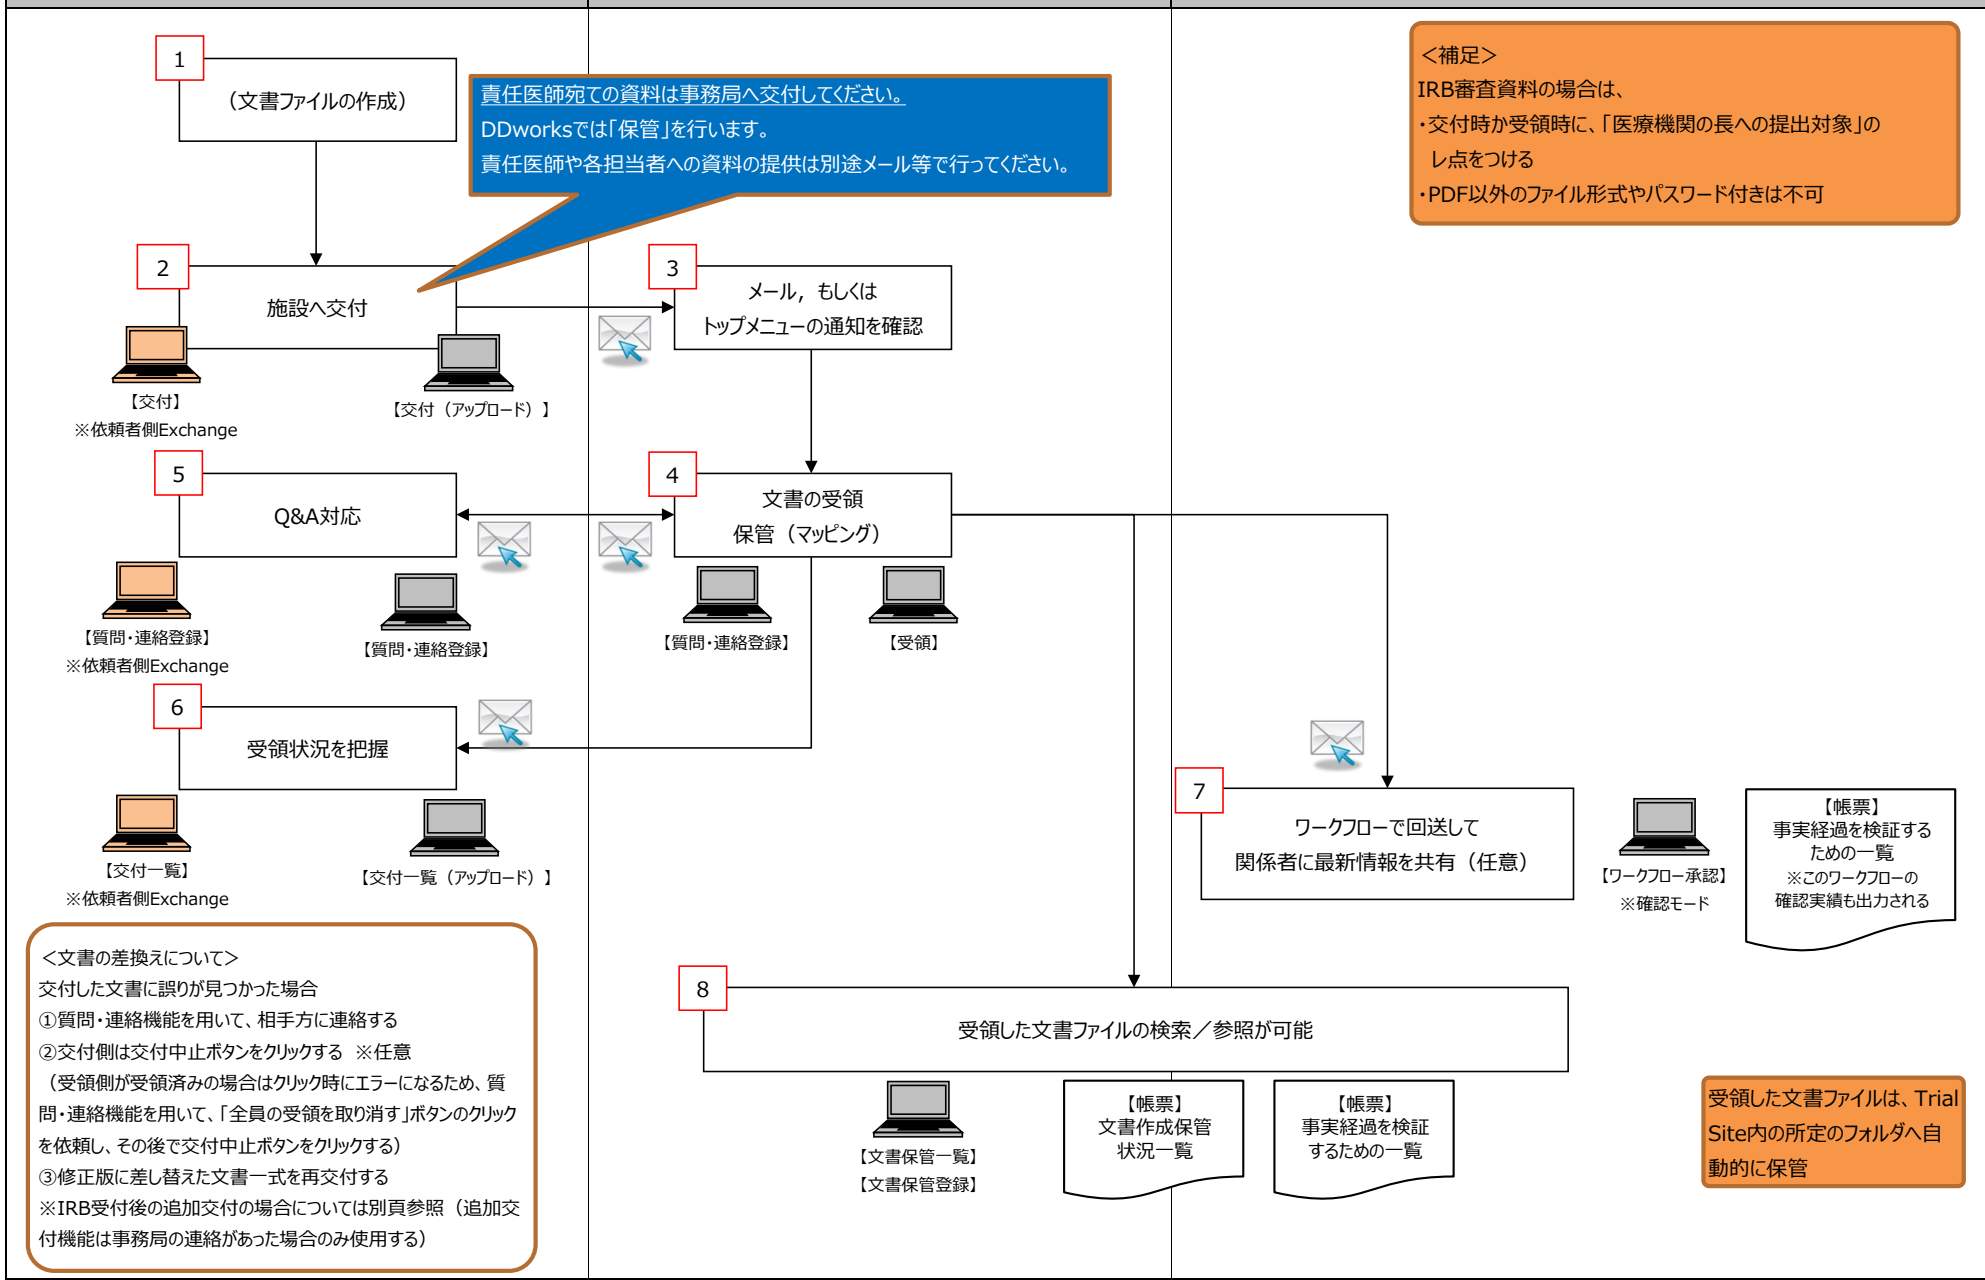 1
（文書ファイルの作成）
責任医師宛ての資料は事務局へ交付してください。
DDworksでは「保管」を行います。
責任医師や各担当者への資料の提供は別途メール等で行ってください。
＜補足＞
IRB審査資料の場合は、
・交付時か受領時に、「医療機関の長への提出対象」の
レ点をつける
・PDF以外のファイル形式やパスワード付きは不可
2
施設へ交付
【交付】
※依頼者側Exchange
【交付（アップロード）】
3
メール，もしくは
トップメニューの通知を確認
5
Q&A対応
【質問・連絡登録】
※依頼者側Exchange
【質問・連絡登録】
4
文書の受領
保管（マッピング）
【質問・連絡登録】
【受領】
6
受領状況を把握
【交付一覧】
※依頼者側Exchange
【交付一覧（アップロード）】
7
ワークフローで回送して
関係者に最新情報を共有（任意）
【ワークフロー承認】
※確認モード
【帳票】
事実経過を検証する
ための一覧
※このワークフローの
確認実績も出力される
＜文書の差換えについて＞
交付した文書に誤りが見つかった場合
①質問・連絡機能を用いて、相手方に連絡する
②交付側は交付中止ボタンをクリックする　※任意
（受領側が受領済みの場合はクリック時にエラーになるため、質
問・連絡機能を用いて、「全員の受領を取り消す」ボタンのクリック
を依頼し、その後で交付中止ボタンをクリックする）
③修正版に差し替えた文書一式を再交付する
※IRB受付後の追加交付の場合については別頁参照（追加交
付機能は事務局の連絡があった場合のみ使用する）
8
受領した文書ファイルの検索／参照が可能
【文書保管一覧】
【文書保管登録】
【帳票】
文書作成保管
状況一覧
【帳票】
事実経過を検証
するための一覧
受領した文書ファイルは、Trial
Site内の所定のフォルダへ自
動的に保管